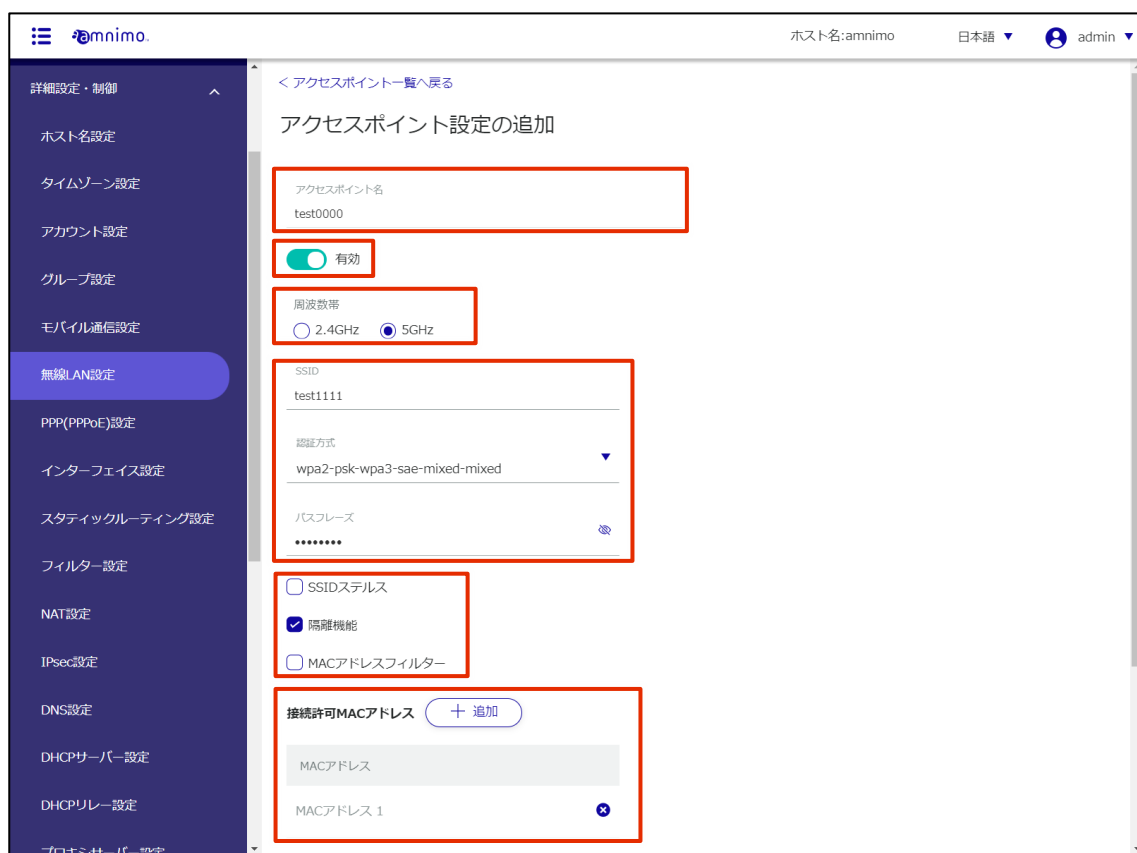 amnimo.
ホスト名:amnimo
日本語
admin
詳細設定・制御
ホスト名設定
タイムゾーン設定
アカウント設定
グループ設定
モバイル通信設定
無線LAN設定
PPP(PPPoE)設定
インターフェイス設定
スタティックルーティング設定
フィルター設定
NAT設定
IPsec設定
DNS設定
DHCPサーバー設定
DHCPリレー設定
プロキシサーバー設定
< アクセスポイント一覧へ戻る
アクセスポイント設定の追加
アクセスポイント名
test0000
有効
周波数帯
2.4GHz 5GHz
SSID
test1111
認証方式
wpa2-psk-wpa3-sae-mixed-mixed
パスフレーズ
••••••••
SSIDステルス
隔離機能
MACアドレスフィルター
接続許可MACアドレス + 追加
MACアドレス
MACアドレス 1